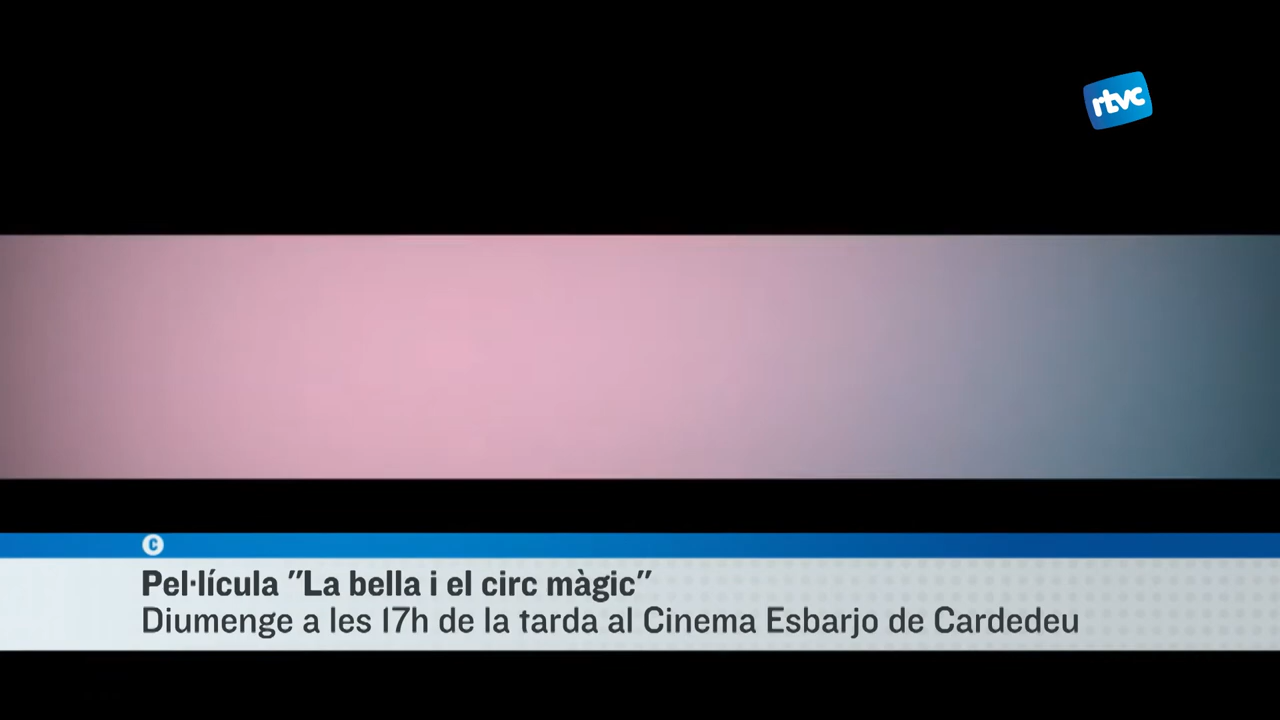 rtvc
C
Pel·lícula "La bella i el circ màgic"
Diumenge a les 17h de la tarda al Cinema Esbarjo de Cardedeu